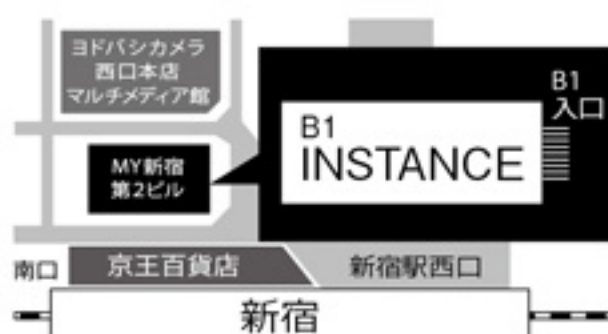 ヨドバシカメラ
西口本店
マルチメディア館
B1
入口
B1
INSTANCE
MY新宿
第2ビル
南口
京王百貨店
新宿駅西口
新宿